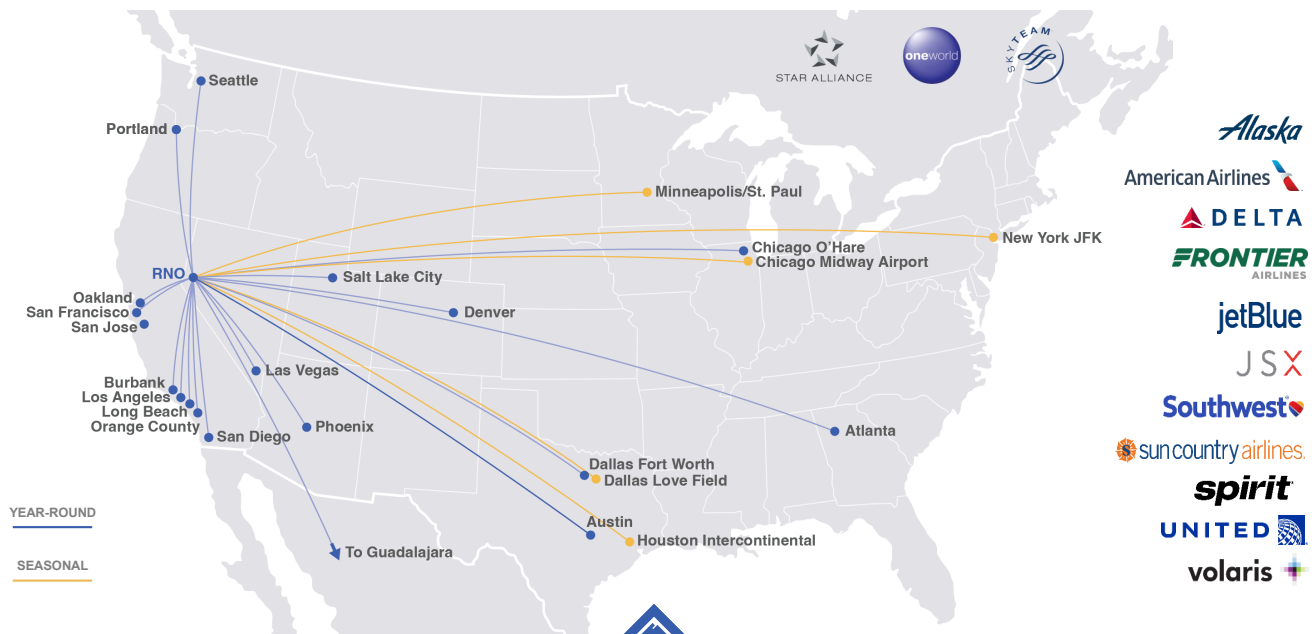 STAR ALLIANCE
oneworld
SKYTEAM
Seattle
Portland
Minneapolis/St. Paul
New York JFK
Chicago O'Hare
Chicago Midway Airport
RNO
Salt Lake City
Oakland
San Francisco
San Jose
Denver
Las Vegas
Burbank
Los Angeles
Long Beach
Orange County
San Diego
Phoenix
Atlanta
Dallas Fort Worth
Dallas Love Field
Austin
Houston Intercontinental
To Guadalajara
YEAR-ROUND
SEASONAL
Alaska
American Airlines
DELTA
FRONTIER
AIRLINES
jetBlue
JSX
Southwest
S sun country airlines.
spirit
UNITED
volaris